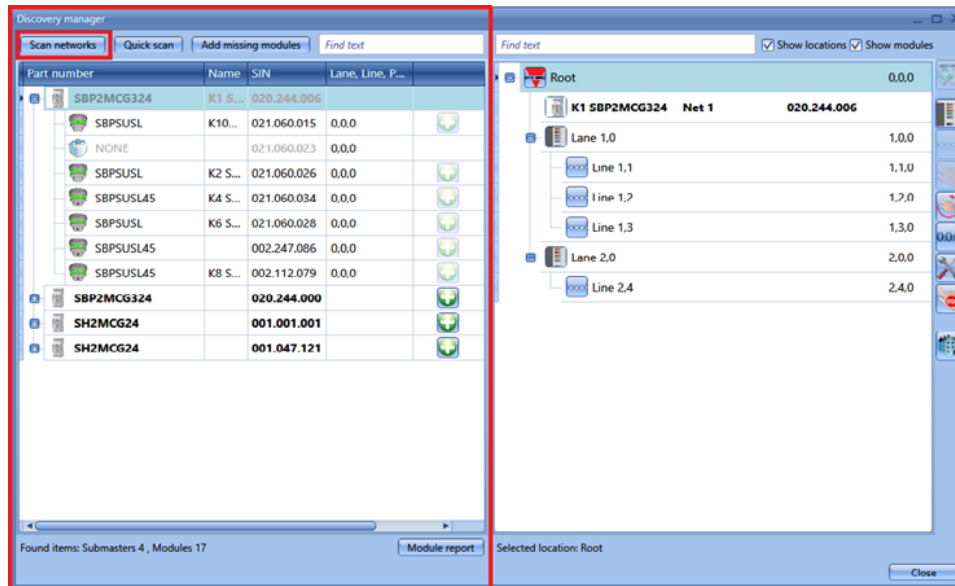 Discovery manager
Scan networks Quick scan Add missing modules Find text
Part number Name SIN Lane, Line, P...
SBP2MCG324 K1 S... 020.244.006
SBPSUSL K10... 021.060.015 0,0,0
NONE 021.060.023 0,0,0
SBPSUSL K2 S... 021.060.026 0,0,0
SBPSUSL45 K4 S... 021.060.034 0,0,0
SBPSUSL K6 S... 021.060.028 0,0,0
SBPSUSL45 002.247.086 0,0,0
SBPSUSL45 K8 S... 002.112.079 0,0,0
SBP2MCG324 020.244.000
SH2MCG24 001.001.001
SH2MCG24 001.047.121
Found items: Submasters 4 , Modules 17 Module report
Find text Show locations Show modules
Root 0,0,0
K1 SBP2MCG324 Net 1 020.244.006
Lane 1,0 1,0,0
Line 1,1 1,1,0
Line 1,2 1,2,0
Line 1,3 1,3,0
Lane 2,0 2,0,0
Line 2,4 2,4,0
Selected location: Root
Close